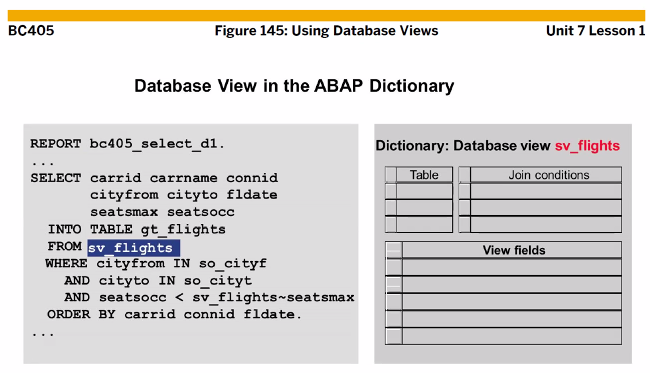 BC405
Figure 145: Using Database Views
Unit 7 Lesson 1
Database View in the ABAP Dictionary
REPORT bc405_select_d1.
...
SELECT carrid carrname connid
cityfrom cityto fldate
seatsmax seatsocc
INTO TABLE gt_flights
FROM sv_flights
WHERE cityfrom IN so_cityf
AND cityto IN so_cityt
AND seatsocc < sv_flights~seatsmax
ORDER BY carrid connid fldate.
...
Dictionary: Database view sv_flights
Table
Join conditions
View fields